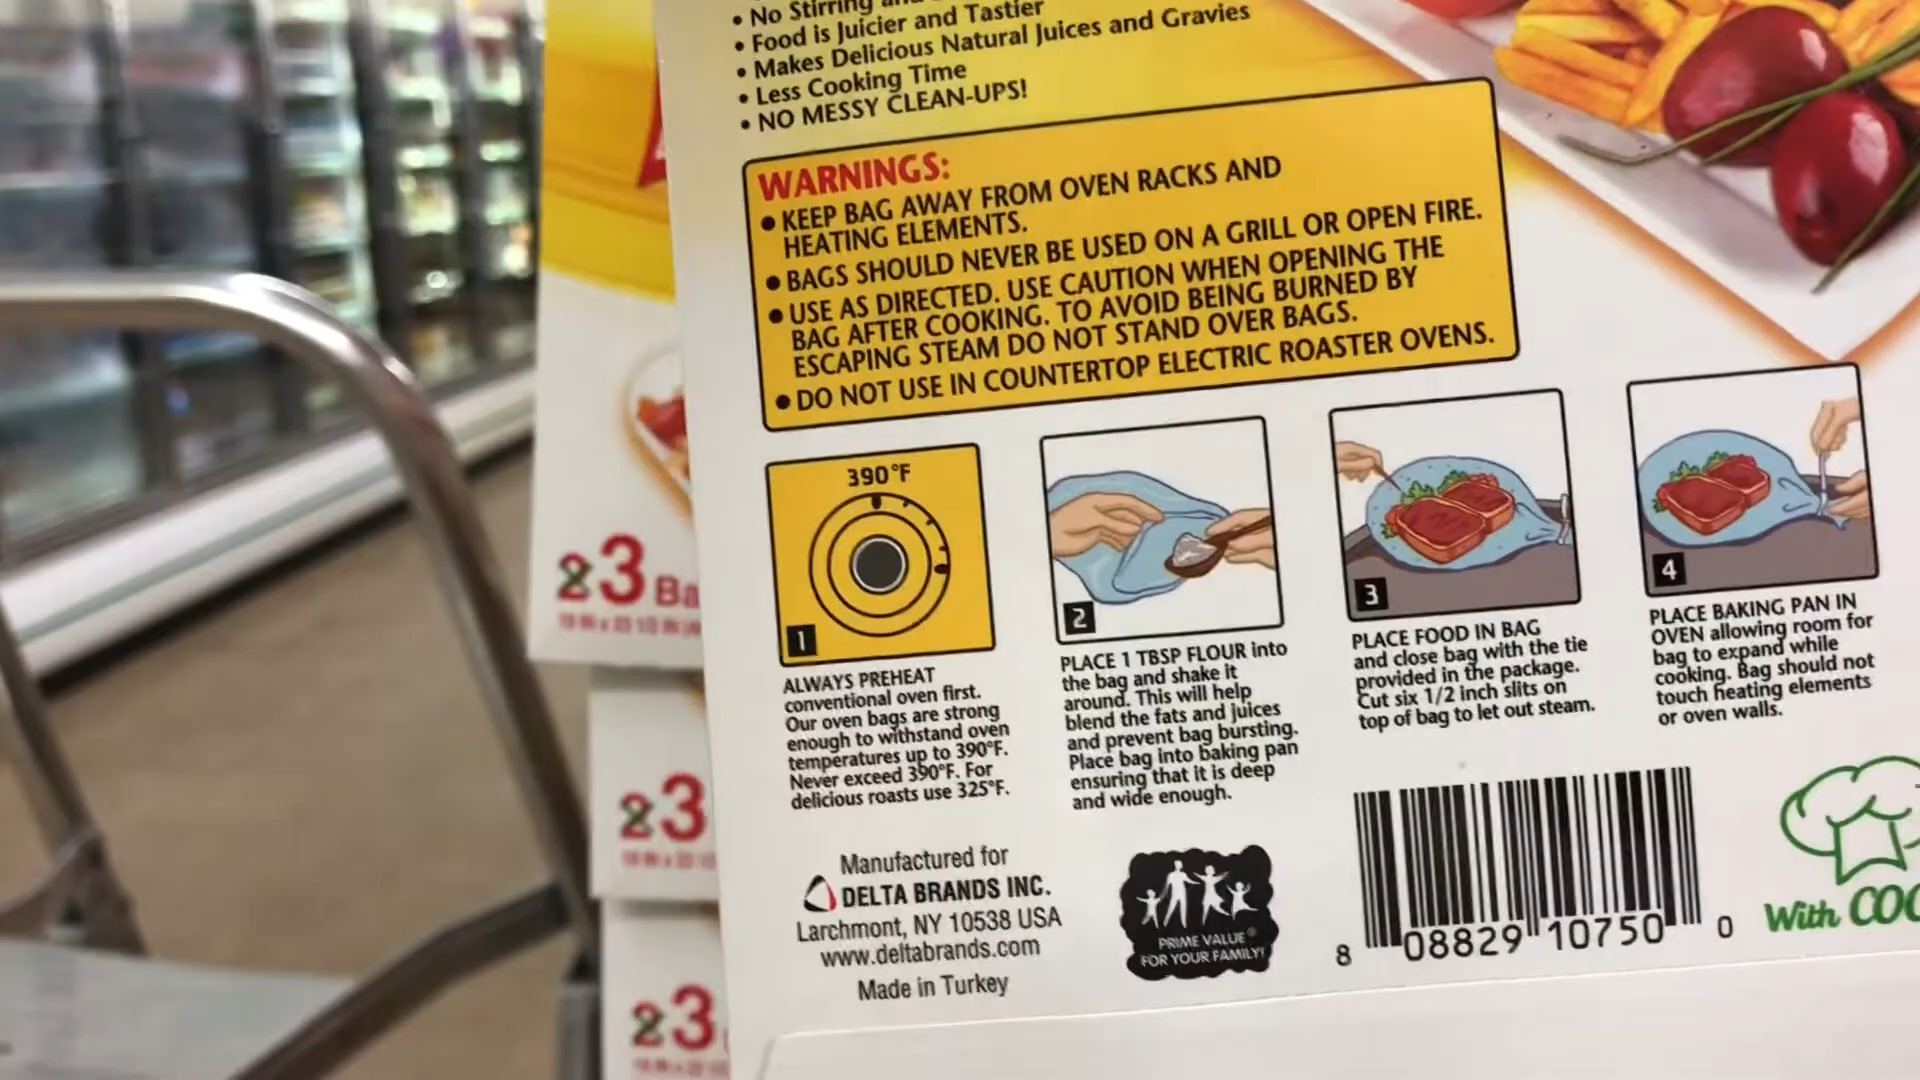 • No Stirring
• Food is Juicier and Tastier
• Makes Delicious Natural Juices and Gravies
• Less Cooking Time
• NO MESSY CLEAN-UPS!
WARNINGS:
• KEEP BAG AWAY FROM OVEN RACKS AND
HEATING ELEMENTS.
• BAGS SHOULD NEVER BE USED ON A GRILL OR OPEN FIRE.
• USE AS DIRECTED. USE CAUTION WHEN OPENING THE
BAG AFTER COOKING. TO AVOID BEING BURNED BY
ESCAPING STEAM DO NOT STAND OVER BAGS.
• DO NOT USE IN COUNTERTOP ELECTRIC ROASTER OVENS.
390°F
1
ALWAYS PREHEAT
conventional oven first.
Our oven bags are strong
enough to withstand oven
temperatures up to 390°F.
Never exceed 390°F. For
delicious roasts use 325°F.
2
PLACE 1 TBSP FLOUR into
the bag and shake it
around. This will help
blend the fats and juices
and prevent bag bursting.
Place bag into baking pan
ensuring that it is deep
and wide enough.
3
PLACE FOOD IN BAG
and close bag with the tie
provided in the package.
Cut six 1/2 inch slits on
top of bag to let out steam.
4
PLACE BAKING PAN IN
OVEN allowing room for
bag to expand while
cooking. Bag should not
touch heating elements
or oven walls.
Manufactured for
DELTA BRANDS INC.
Larchmont, NY 10538 USA
www.deltabrands.com
Made in Turkey
PRIME VALUE®
FOR YOUR FAMILY!
8 08829 10750 0
With
23
23
23